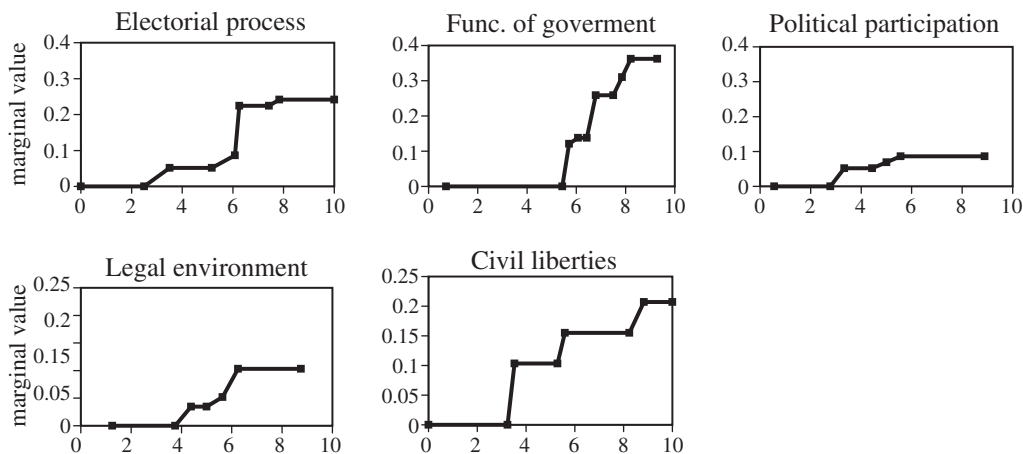 Electorial process
marginal value
0.4
0.3
0.2
0.1
0
0 2 4 6 8 10
Func. of goverment
0.4
0.3
0.2
0.1
0
0 2 4 6 8 10
Political participation
0.4
0.3
0.2
0.1
0
0 2 4 6 8 10
Legal environment
marginal value
0.25
0.2
0.15
0.05
0
0 2 4 6 8 10
Civil liberties
0.25
0.2
0.15
0.1
0.05
0
0 2 4 6 8 10